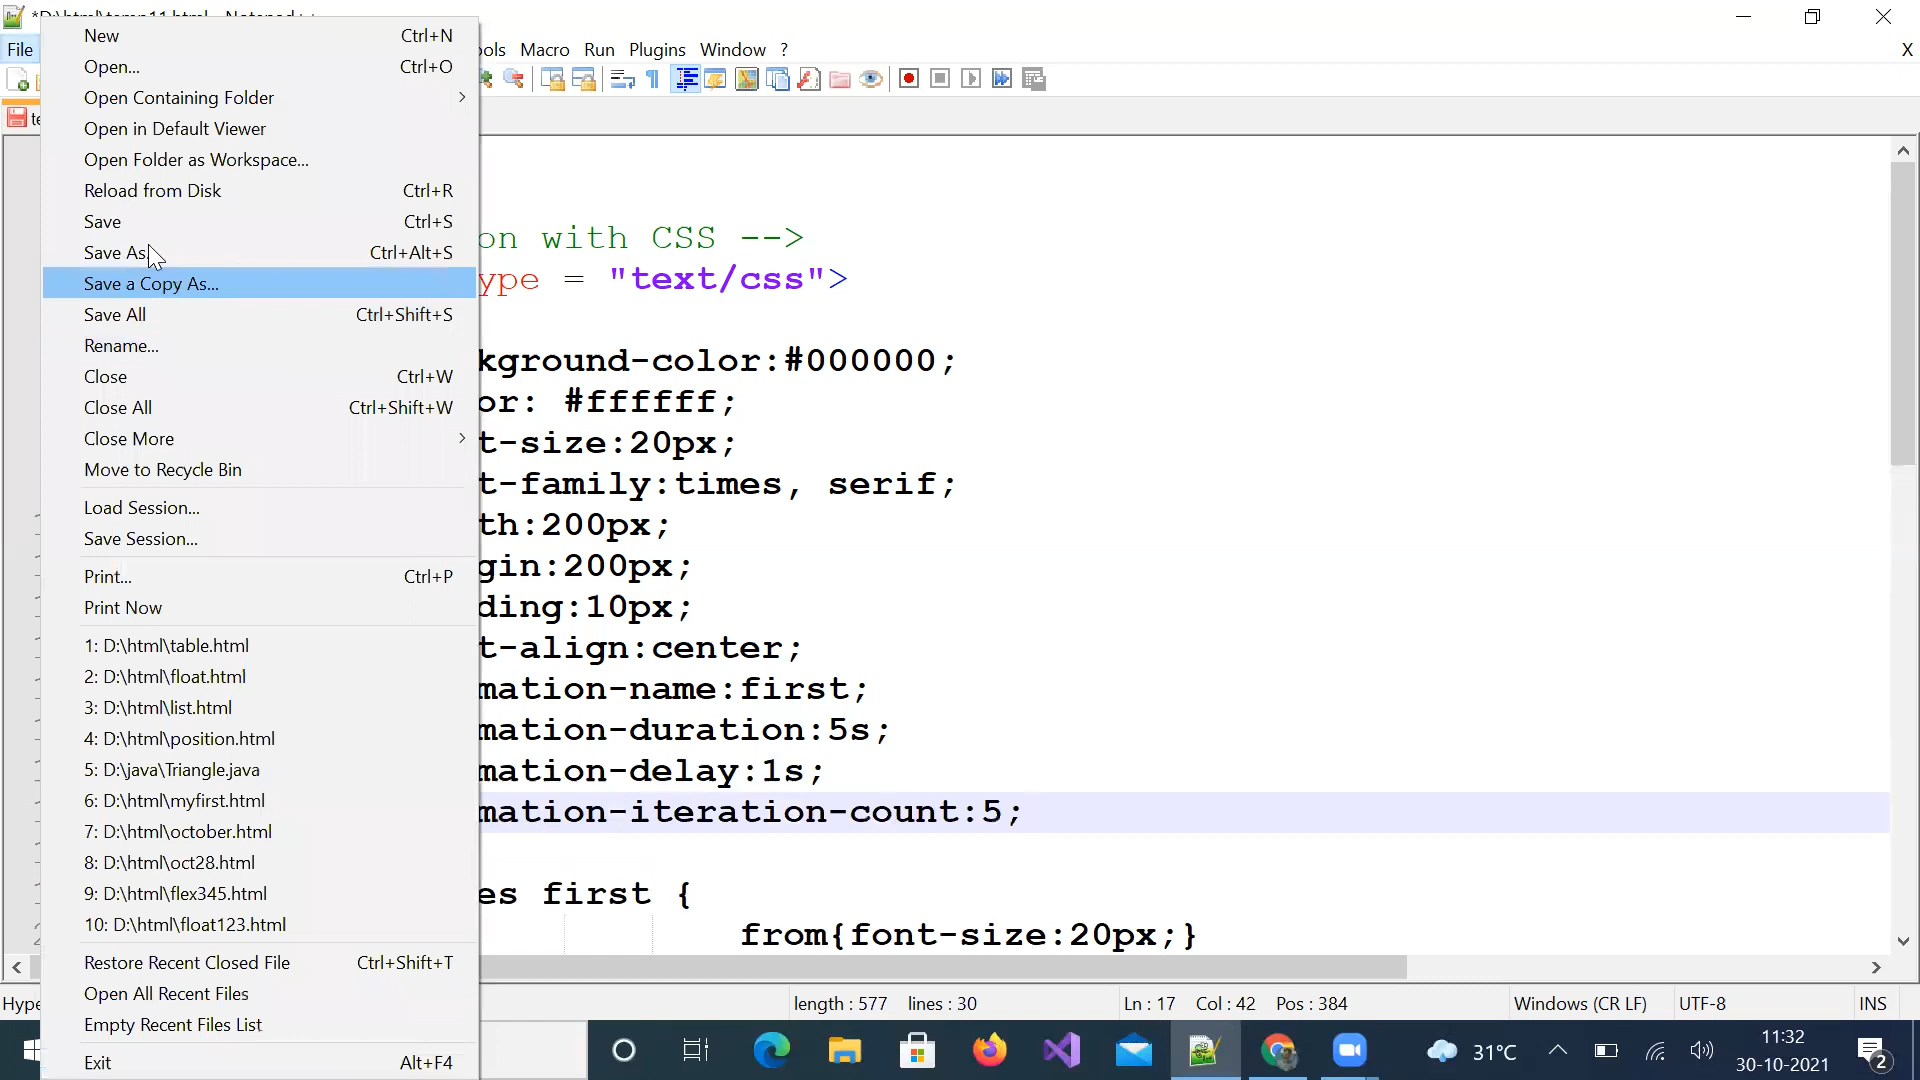 *D:\html\temp11.html - Notepad++
File
ools Macro Run Plugins Window ?
X
te
New Ctrl+N
Open... Ctrl+O
Open Containing Folder
Open in Default Viewer
Open Folder as Workspace...
Reload from Disk Ctrl+R
Save Ctrl+S
Save As. Ctrl+Alt+S
Save a Copy As...
Save All Ctrl+Shift+S
Rename...
Close Ctrl+W
Close All Ctrl+Shift+W
Close More
Move to Recycle Bin
Load Session...
Save Session...
Print... Ctrl+P
Print Now
1: D:\html\table.html
2: D:\html\float.html
3: D:\html\list.html
4: D:\html\position.html
5: D:\java\Triangle.java
6: D:\html\myfirst.html
7: D:\html\october.html
8: D:\html\oct28.html
9: D:\html\flex345.html
10: D:\html\float123.html
Restore Recent Closed File Ctrl+Shift+T
Open All Recent Files
Empty Recent Files List
Exit Alt+F4
on with CSS -->
ype = "text/css">
kground-color:#000000;
or: #ffffff;
t-size:20px;
t-family:times, serif;
th:200px;
gin:200px;
ding:10px;
t-align:center;
mation-name:first;
mation-duration:5s;
mation-delay:1s;
mation-iteration-count:5;
es first {
from{font-size:20px;}
Hype
length : 577 lines : 30
Ln : 17 Col : 42 Pos : 384
Windows (CR LF)
UTF-8
INS
31°C
11:32
30-10-2021
2